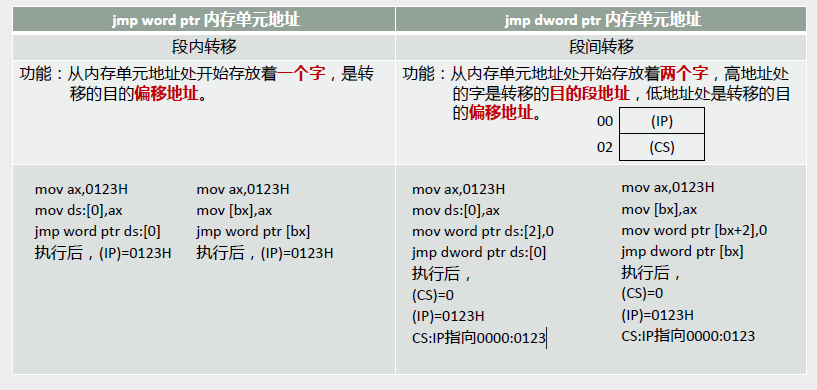 jmp word ptr 内存单元地址
jmp dword ptr 内存单元地址
段内转移
段间转移
功能：从内存单元地址处开始存放着一个字，是转
移的目的偏移地址。
功能：从内存单元地址处开始存放着两个字，高地址处
的字是转移的目的段地址，低地址处是转移的目
的偏移地址。
00 (IP)
02 (CS)
mov ax,0123H
mov ds:[0],ax
jmp word ptr ds:[0]
执行后，(IP)=0123H
mov ax,0123H
mov [bx],ax
jmp word ptr [bx]
执行后，(IP)=0123H
mov ax,0123H
mov ds:[0],ax
mov word ptr ds:[2],0
jmp dword ptr ds:[0]
执行后，
(CS)=0
(IP)=0123H
CS:IP指向0000:0123
mov ax,0123H
mov [bx],ax
mov word ptr [bx+2],0
jmp dword ptr [bx]
执行后，
(CS)=0
(IP)=0123H
CS:IP指向0000:0123